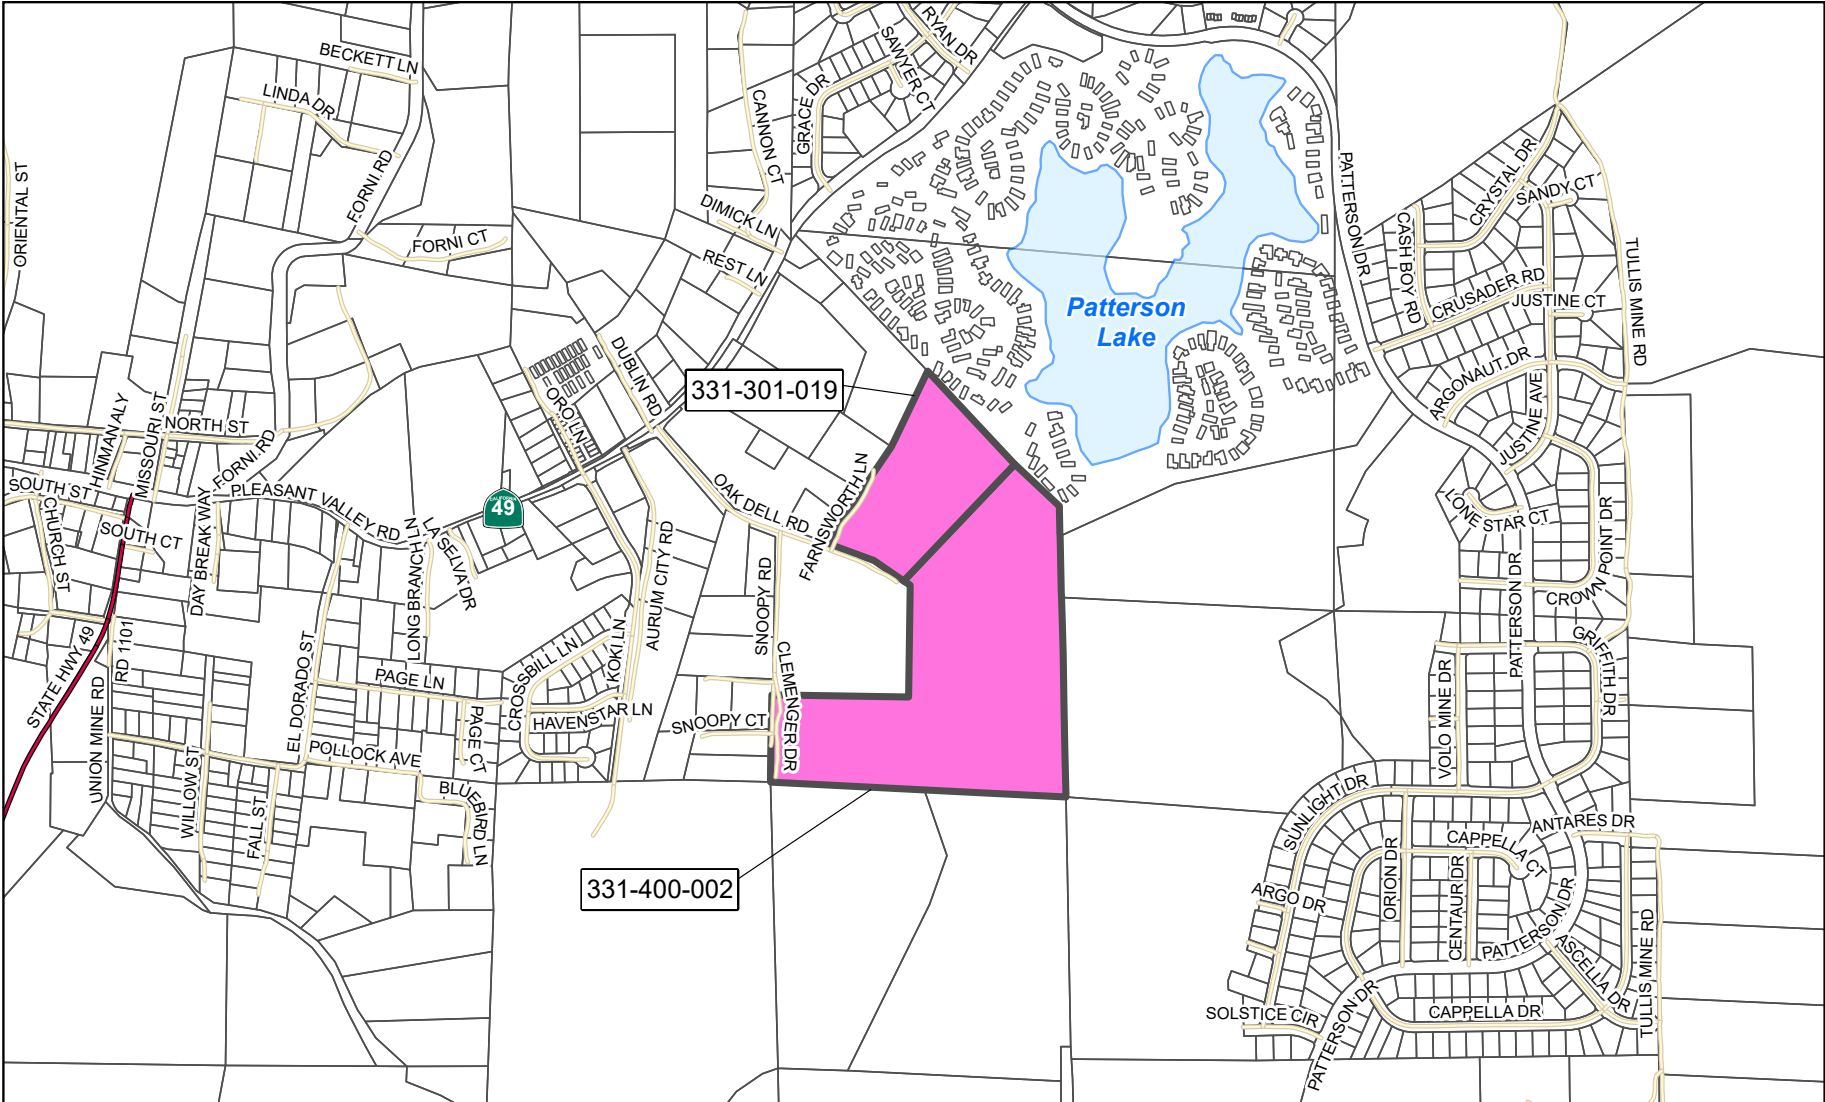 BECKETT LN
LINDA DR
FORNI RD
ORIENTAL ST
FORNI CT
RYAN DR
SAWYER CT
GRACE DR
CANNON CT
DIMICK LN
REST LN
PATTERSON DR
CRYSTAL DR
SANDY CT
CASH BOY RD
CRUSADER RD
JUSTINE CT
TULLIS MINE RD
Patterson
Lake
DUBLIN RD
331-301-019
ORO LN
ARGONAUT DR
JUSTINE AVE
HINMAN ALY
MISSOURI ST
NORTH ST
FORNI RD
SOUTH ST
PLEASANT VALLEY RD
CHURCH ST
SOUTH CT
DAY BREAK WAY
LONG BRANCH LN
LA SELVA DR
CALIFORNIA
49
OAK DELL RD
FARNSWORTH LN
AURUM CITY RD
SNOOPY RD
LONE STAR CT
CROWN POINT DR
PATTERSON DR
GRIFFITH DR
STATE HWY 49
RD 1101
UNION MINE RD
EL DORADO ST
PAGE LN
PAGE CT
CROSSBILL LN
KOKI LN
HAVENSTAR LN
SNOOPY CT
CLEMENGER DR
VOLO MINE DR
POLLOCK AVE
WILLOW ST
FALL ST
BLUEBIRD LN
331-400-002
SUNLIGHT DR
ANTARES DR
CAPPELLA CT
ORION DR
CENTAUR DR
ARGO DR
PATTERSON DR
ASCELLA DR
TULLIS MINE RD
SOLSTICE CIR
PATTERSON DR
CAPPELLA DR